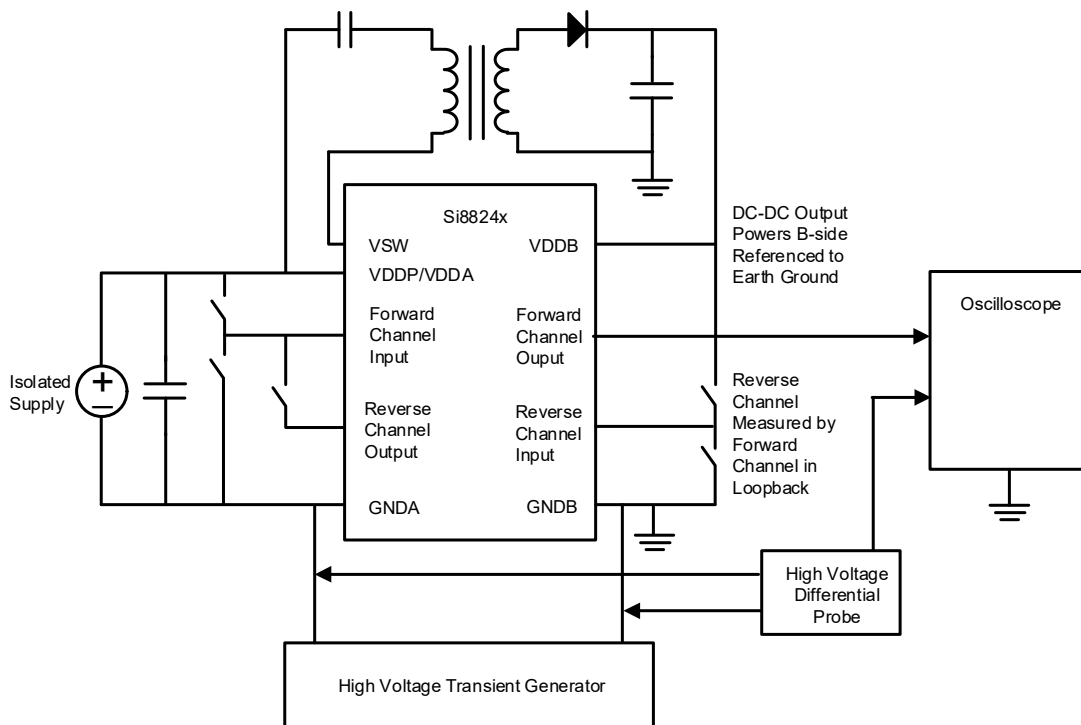 Si8824x
VSW
VDDB
VDDP/VDDA
Forward
Channel
Input
Forward
Channel
Ouput
Reverse
Channel
Output
Reverse
Channel
Input
GNDA
GNDB
Isolated
Supply
+
−
DC-DC Output
Powers B-side
Referenced to
Earth Ground
Oscilloscope
Reverse
Channel
Measured by
Forward
Channel in
Loopback
High Voltage
Differential
Probe
High Voltage Transient Generator